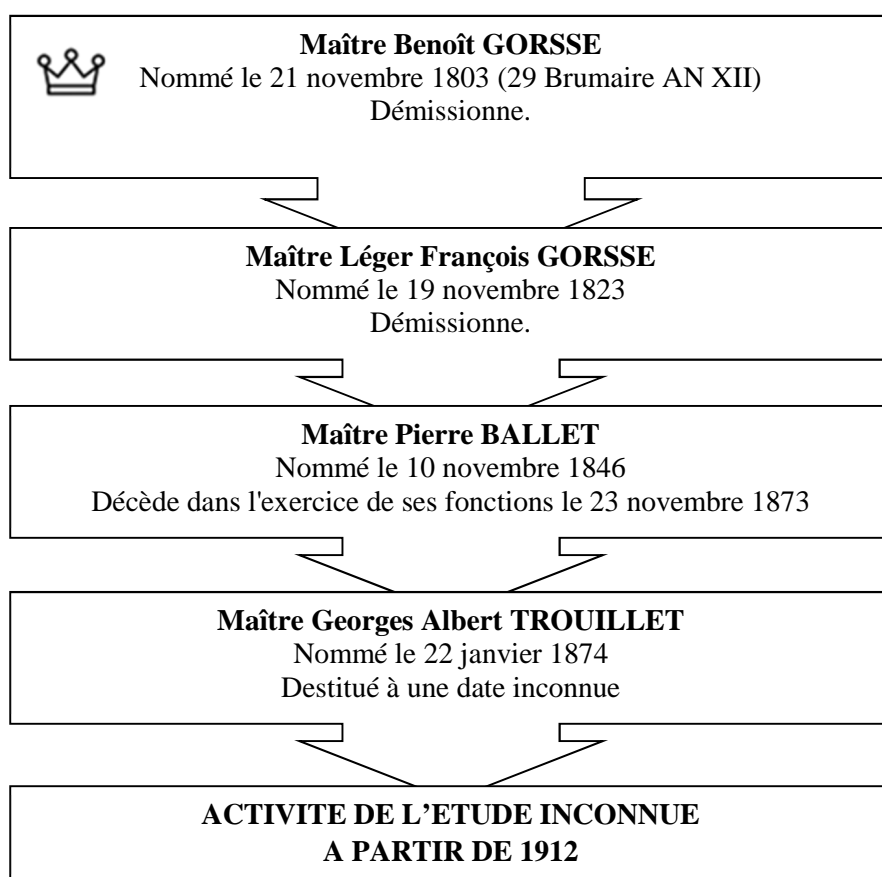 Maître Benoît GORSSE
Nommé le 21 novembre 1803 (29 Brumaire AN XII)
Démissionne.
Maître Léger François GORSSE
Nommé le 19 novembre 1823
Démissionne.
Maître Pierre BALLET
Nommé le 10 novembre 1846
Décède dans l'exercice de ses fonctions le 23 novembre 1873
Maître Georges Albert TROUILLET
Nommé le 22 janvier 1874
Destitué à une date inconnue
ACTIVITE DE L’ETUDE INCONNUE
A PARTIR DE 1912